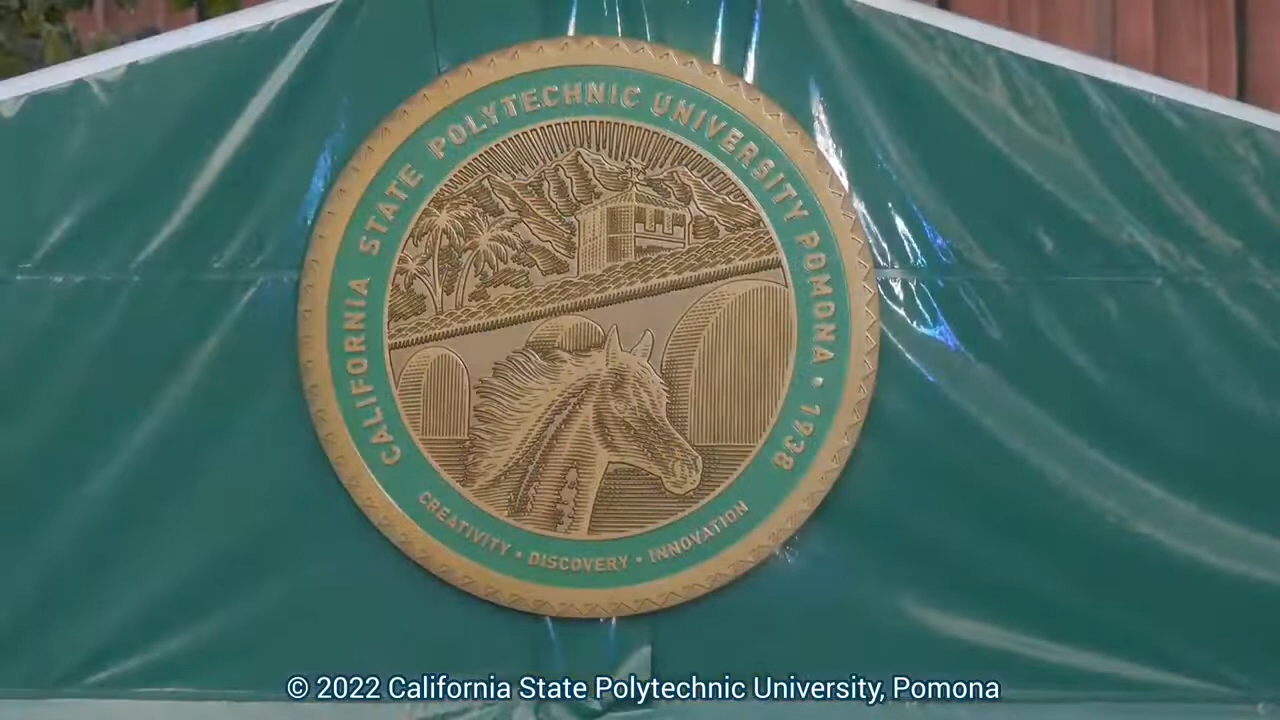 CALIFORNIA STATE POLYTECHNIC UNIVERSITY POMONA • 1938
CREATIVITY • DISCOVERY • INNOVATION
© 2022 California State Polytechnic University, Pomona